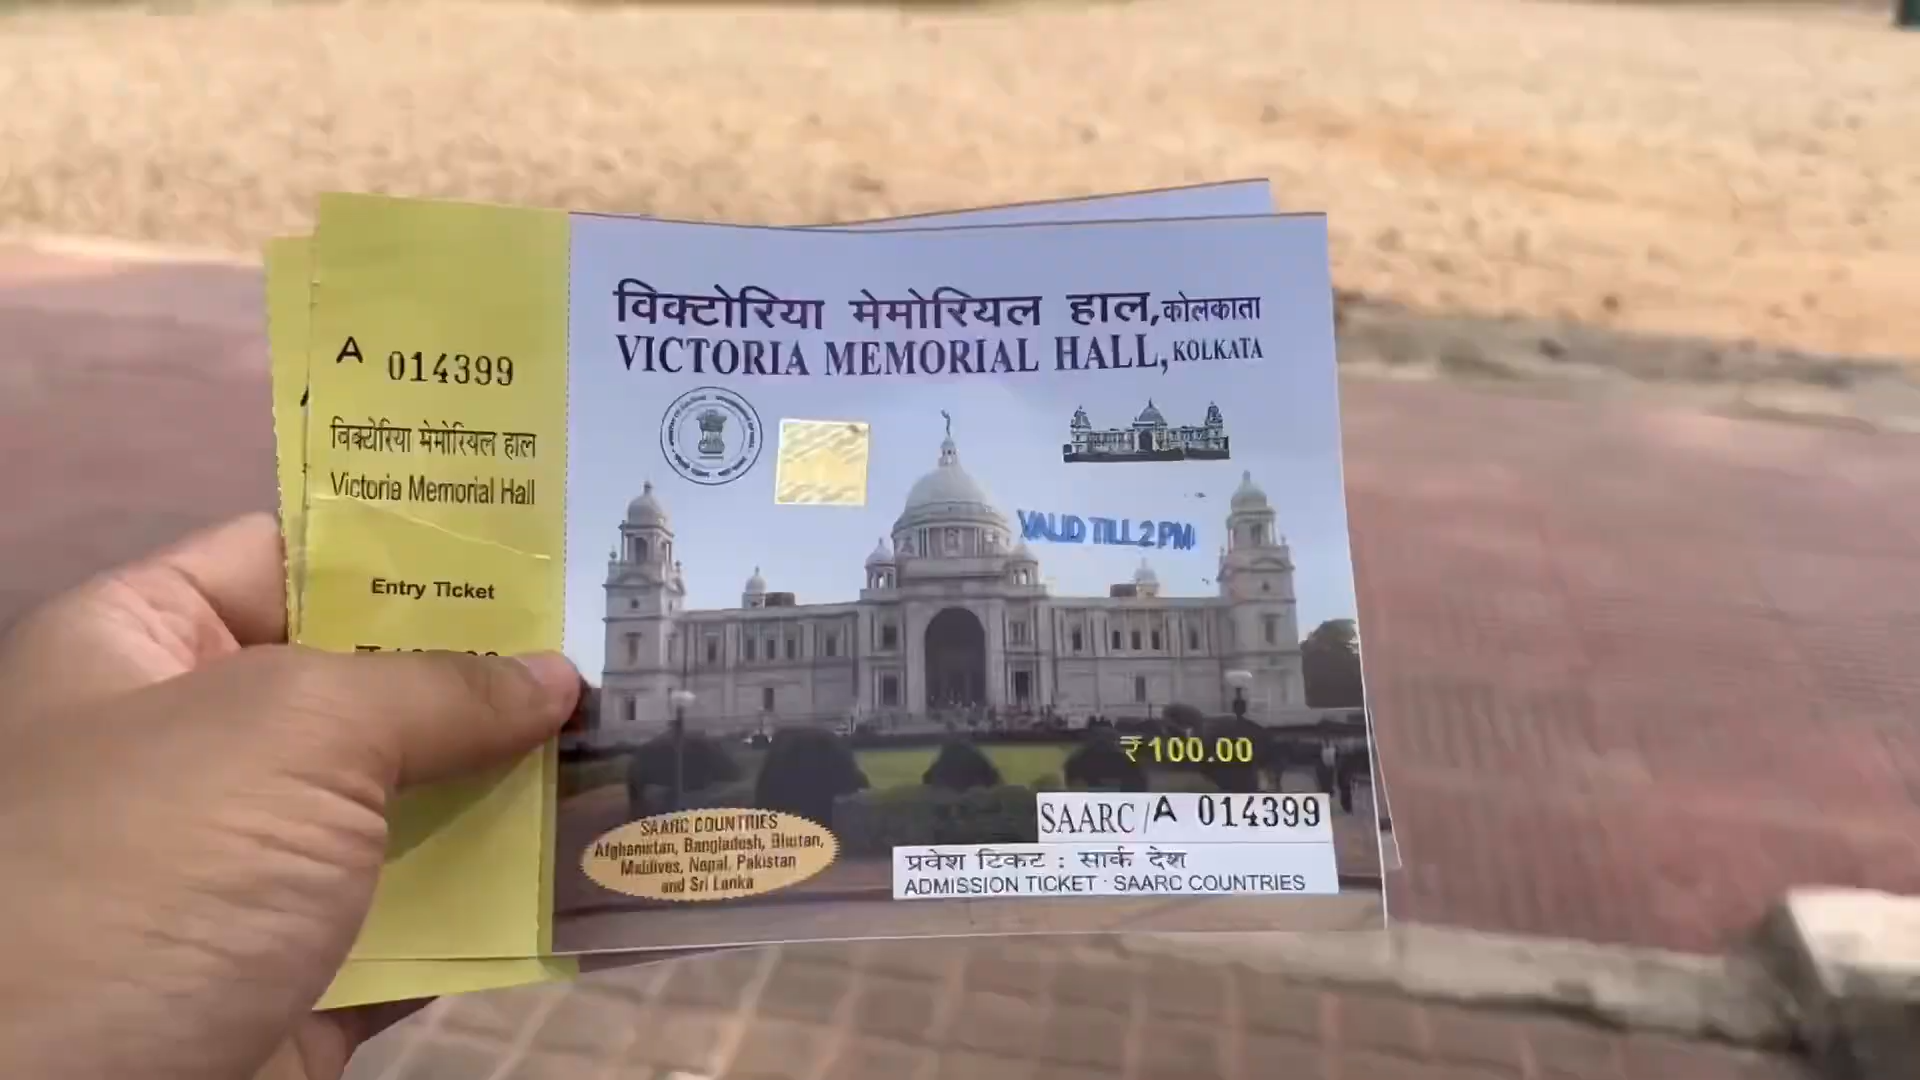 A 014399
विक्टोरिया मेमोरियल हाल
Victoria Memorial Hall
Entry Ticket
विक्टोरिया मेमोरियल हाल, कोलकाता
VICTORIA MEMORIAL HALL, KOLKATA
VALID TILL 2 PM
₹100.00
SAARC / A 014399
प्रवेश टिकट : सार्क देश
ADMISSION TICKET · SAARC COUNTRIES
SAARC COUNTRIES
Afghanistan, Bangladesh, Bhutan,
Maldives, Nepal, Pakistan
and Sri Lanka